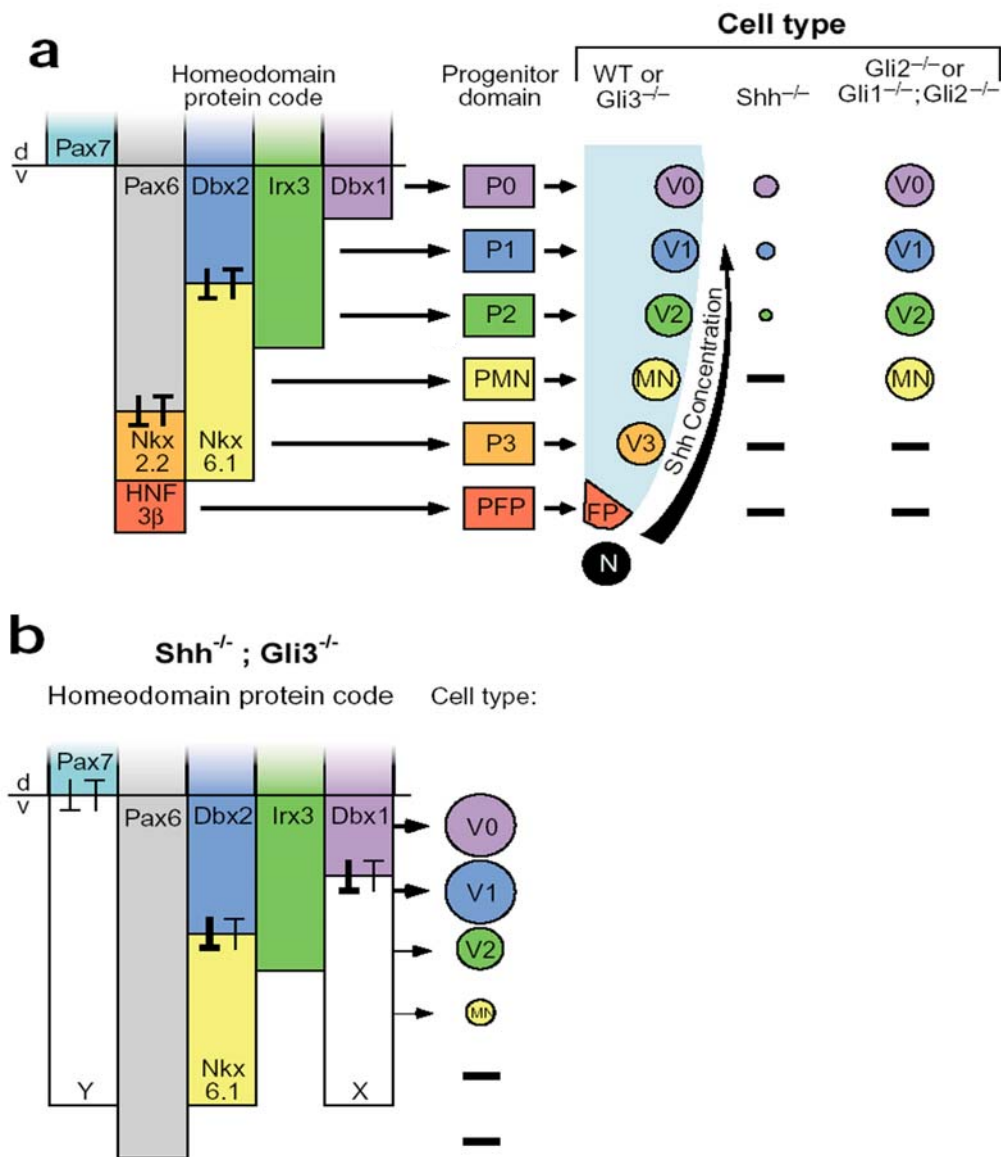 a
Cell type
Homeodomain
protein code
Progenitor
domain
WT or
Gli3–/–
Shh–/–
Gli2–/– or
Gli1–/–;Gli2–/–
d
v
Pax7
Pax6
Dbx2
Irx3
Dbx1
P0
V0
V0
P1
V1
V1
P2
V2
V2
PMN
MN
MN
Nkx
2.2
Nkx
6.1
P3
V3
HNF
3β
PFP
FP
N
Shh Concentration
b
Shh-/- ; Gli3-/-
Homeodomain protein code
Cell type:
d
v
Pax7
Pax6
Dbx2
Irx3
Dbx1
V0
V1
V2
MN
Nkx
6.1
Y
X